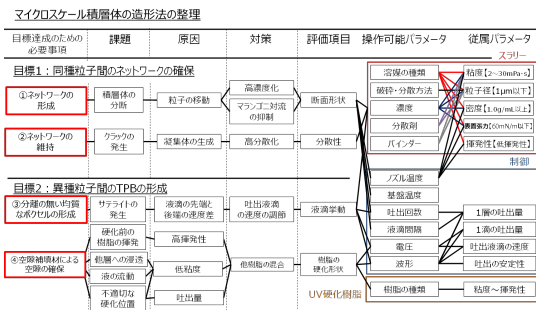 マイクロスケール積層体の造形法の整理
目標達成のための
必要事項
課題
原因
対策
評価項目
操作可能パラメータ
従属パラメータ
スラリー
目標1：同種粒子間のネットワークの確保
①ネットワークの
形成
積層体の
分断
粒子の移動
高濃度化
マランゴニ対流
の抑制
断面形状
②ネットワークの
維持
クラックの
発生
凝集体の生成
高分散化
分散性
溶媒の種類
破砕・分散方法
濃度
分散剤
バインダー
粘度【2～30mPa-s】
粒子径【1μm以下】
密度【1.0g/mL以上】
表面張力【60mN/m以下】
揮発性【低揮発性】
制御
ノズル温度
基盤温度
目標2：異種粒子間のTPBの形成
③分離の無い均質
なボクセルの形成
サテライトの
発生
液滴の先端と
後端の速度差
吐出液滴
の速度の調節
液滴挙動
吐出回数
液滴間隔
電圧
波形
1層の吐出量
1滴の吐出量
吐出液滴の速度
吐出の安定性
④空隙補填材による
空隙の確保
硬化前の
樹脂の揮発
他層への浸透
液の流動
不適切な
硬化位置
高揮発性
低粘度
吐出量
他樹脂の混合
樹脂の
硬化形状
UV硬化樹脂
樹脂の種類
粘度～揮発性